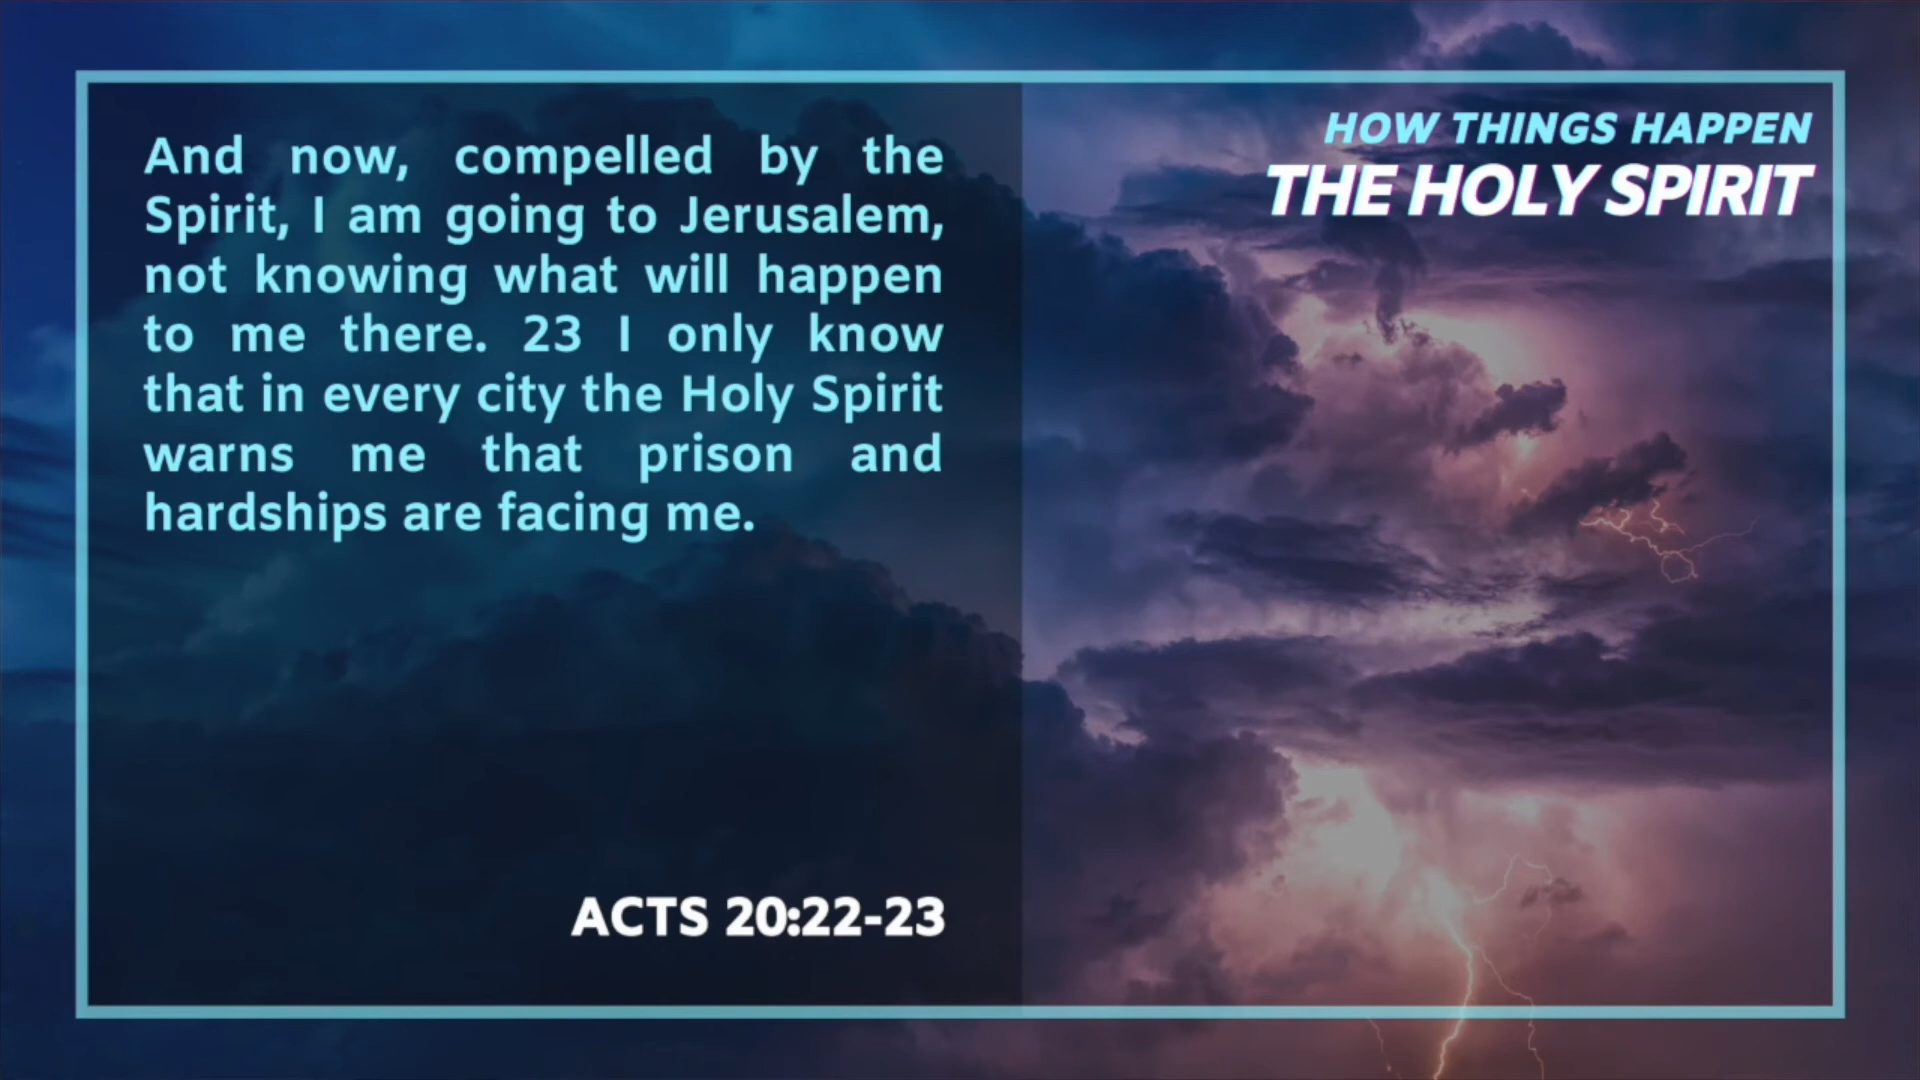 And now, compelled by the
Spirit, I am going to Jerusalem,
not knowing what will happen
to me there. 23 I only know
that in every city the Holy Spirit
warns me that prison and
hardships are facing me.
ACTS 20:22-23
HOW THINGS HAPPEN
THE HOLY SPIRIT